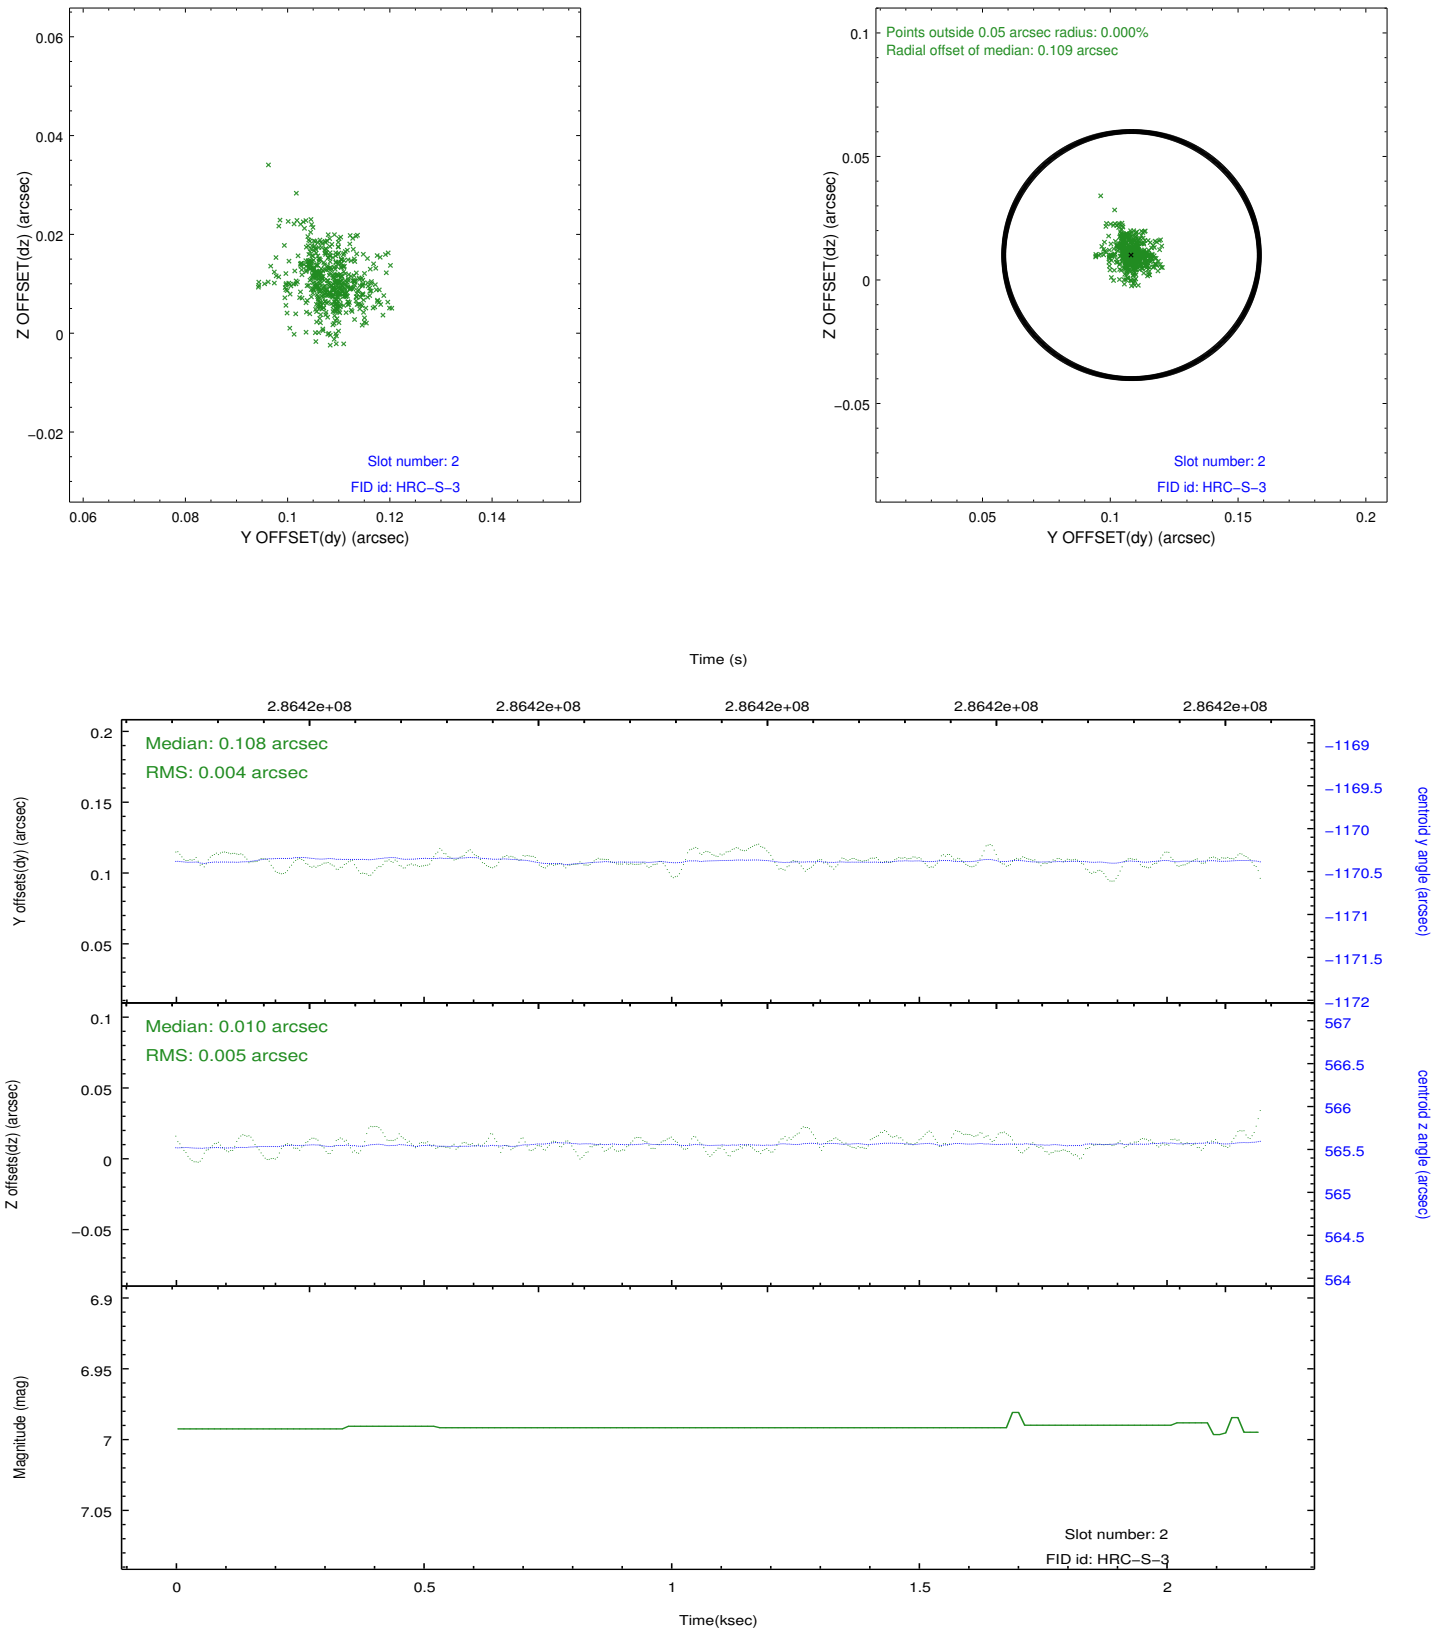 0.06
0.04
0.02
0
−0.02
Z OFFSET(dz) (arcsec)
Slot number: 2
FID id: HRC−S−3
0.06 0.08 0.1 0.12 0.14
Y OFFSET(dy) (arcsec)
Points outside 0.05 arcsec radius: 0.000%
Radial offset of median: 0.109 arcsec
0.1
0.05
0
−0.05
Z OFFSET(dz) (arcsec)
Slot number: 2
FID id: HRC−S−3
0.05 0.1 0.15 0.2
Y OFFSET(dy) (arcsec)
Time (s)
2.8642e+08 2.8642e+08 2.8642e+08 2.8642e+08 2.8642e+08
Median: 0.108 arcsec
RMS: 0.004 arcsec
0.2
0.15
0.1
0.05
Y offsets(dy) (arcsec)
−1169
−1169.5
−1170
−1170.5
−1171
−1171.5
−1172
centroid y angle (arcsec)
Median: 0.010 arcsec
RMS: 0.005 arcsec
0.1
0.05
0
−0.05
Z offsets(dz) (arcsec)
567
566.5
566
565.5
565
564.5
564
centroid z angle (arcsec)
6.9
6.95
7
7.05
Magnitude (mag)
Slot number: 2
FID id: HRC−S−3
0 0.5 1 1.5 2
Time(ksec)